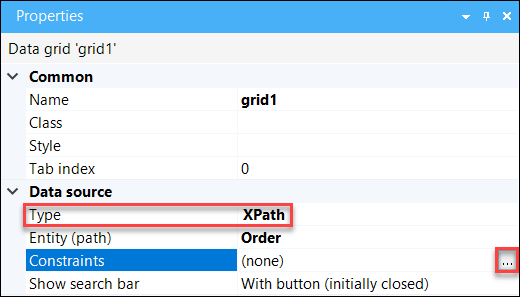 Properties
Data grid 'grid1'
Common
Name grid1
Class
Style
Tab index 0
Data source
Type XPath
Entity (path) Order
Constraints (none) ...
Show search bar With button (initially closed)